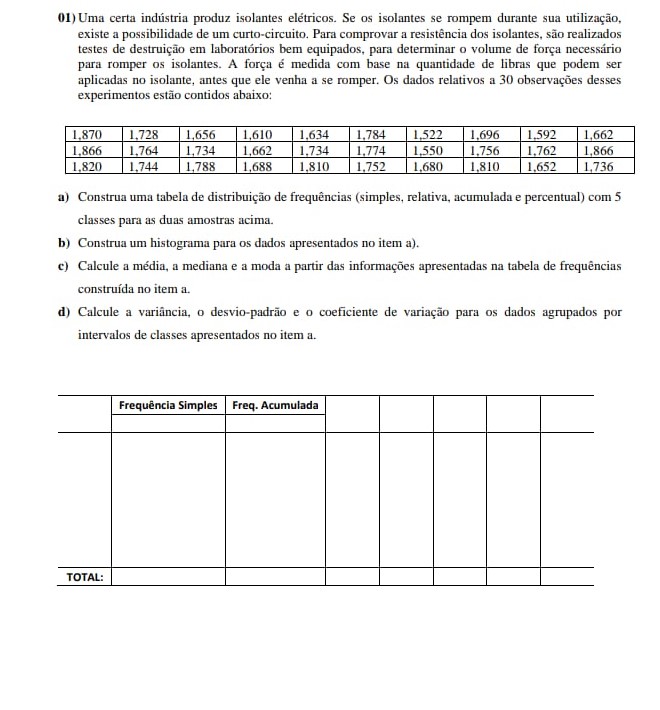 01) Uma certa indústria produz isolantes elétricos. Se os isolantes se rompem durante sua utilização,
existe a possibilidade de um curto-circuito. Para comprovar a resistência dos isolantes, são realizados
testes de destruição em laboratórios bem equipados, para determinar o volume de força necessário
para romper os isolantes. A força é medida com base na quantidade de libras que podem ser
aplicadas no isolante, antes que ele venha a se romper. Os dados relativos a 30 observações desses
experimentos estão contidos abaixo:
1,870 1,728 1,656 1,610 1,634 1,784 1,522 1,696 1,592 1,662
1,866 1,764 1,734 1,662 1,734 1,774 1,550 1,756 1,762 1,866
1,820 1,744 1,788 1,688 1,810 1,752 1,680 1,810 1,652 1,736
a) Construa uma tabela de distribuição de frequências (simples, relativa, acumulada e percentual) com 5
classes para as duas amostras acima.
b) Construa um histograma para os dados apresentados no item a).
c) Calcule a média, a mediana e a moda a partir das informações apresentadas na tabela de frequências
construída no item a.
d) Calcule a variância, o desvio-padrão e o coeficiente de variação para os dados agrupados por
intervalos de classes apresentados no item a.
Frequência Simples Freq. Acumulada
TOTAL: